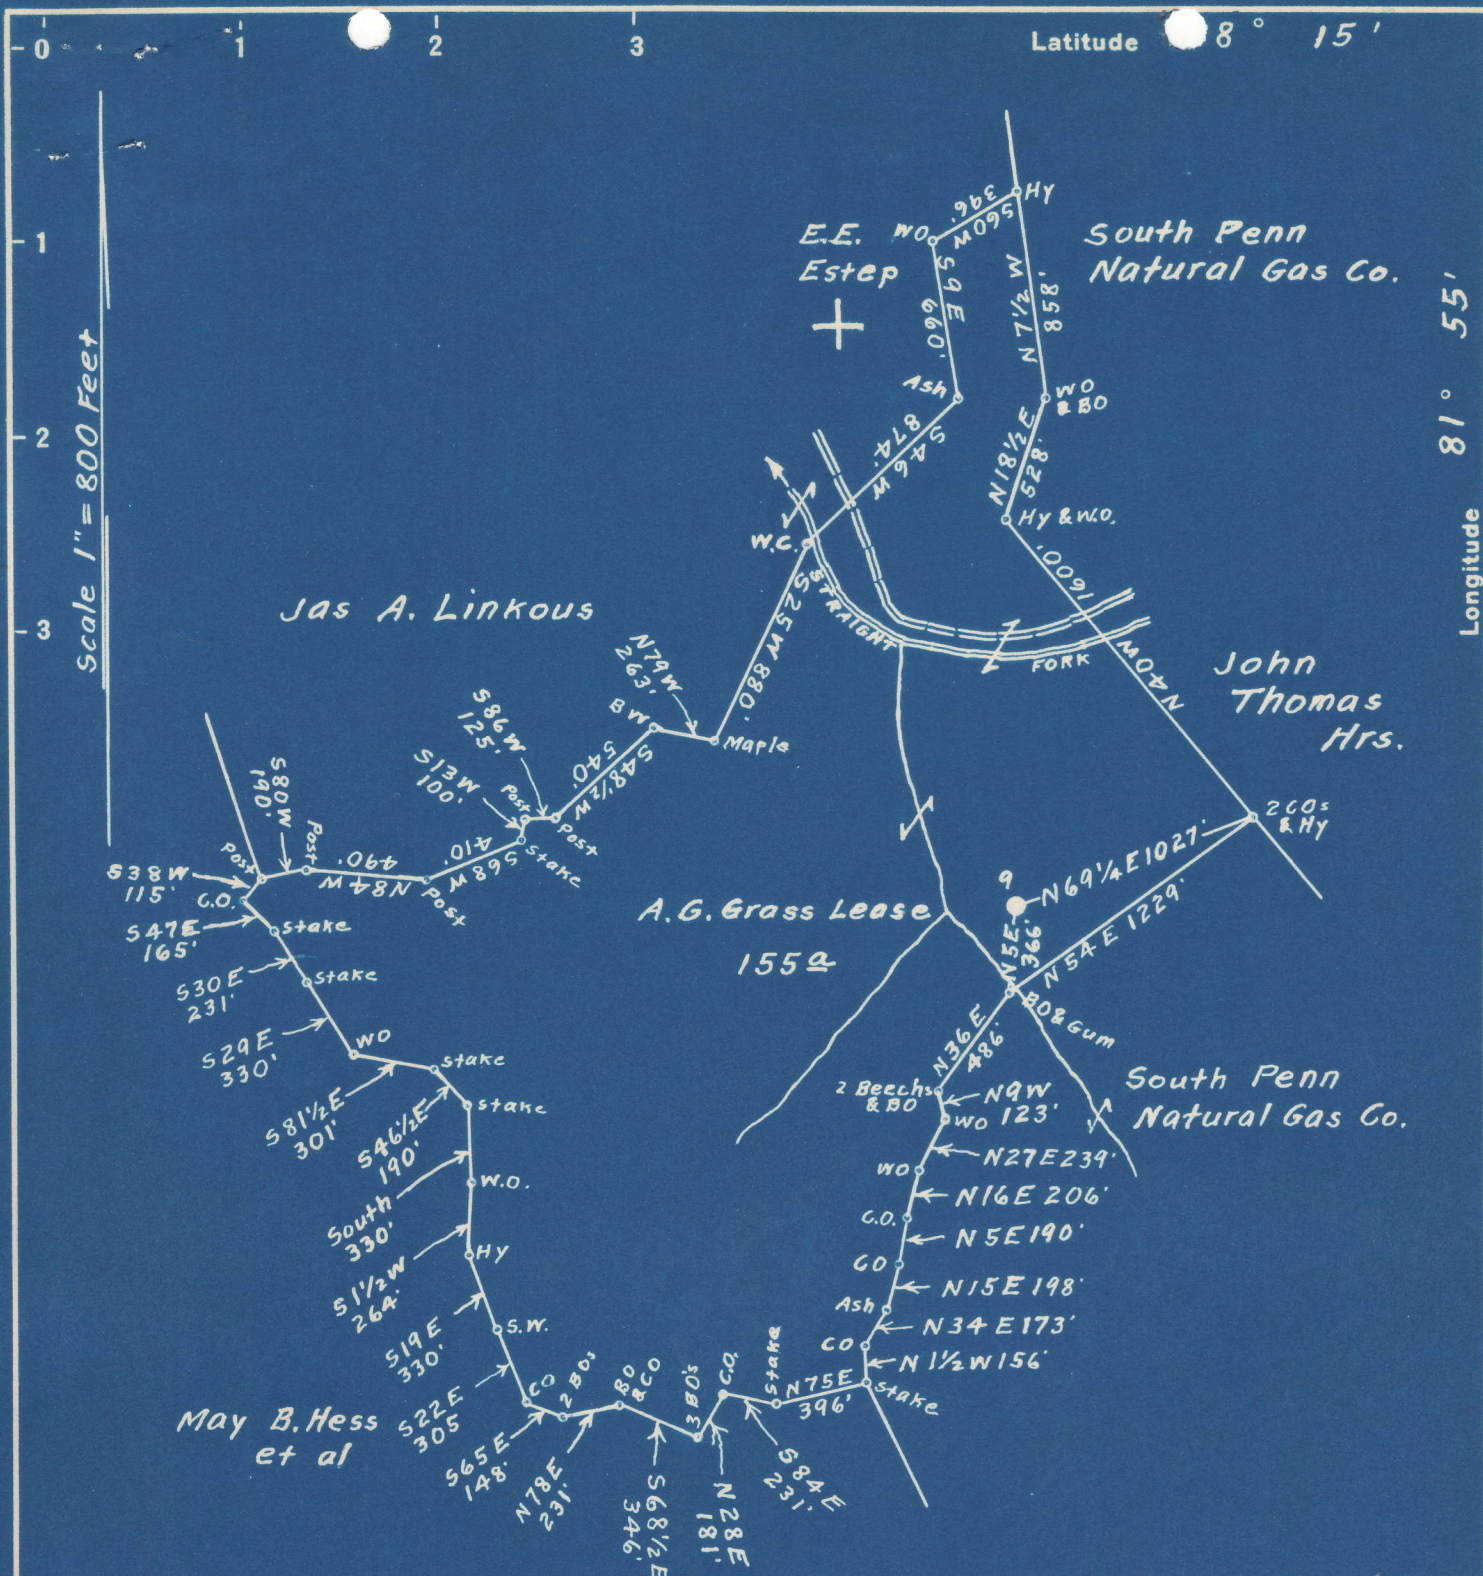 0 1 2 3
Latitude 8° 15'
1
2
3
Scale 1" = 800 Feet
81° 55'
Longitude
E.E.
Estep
South Penn
Natural Gas Co.
Hy
396'
S60W
WO
S9E
660'
N7½W
858'
Ash
WO
& BO
S46W
874'
N18½E
528'
Hy & W.O.
W.C.
1600'
N40W
STRAIGHT
FORK
Jas A. Linkous
John
Thomas
Hrs.
S25W 880'
N79W
263'
BW
Maple
S86W
125'
540'
S48½W
S13W
100'
Post
Post
Stake
410'
S68W
S80W
190'
Post
Post
490'
N84W
Post
S38W
115'
C.O.
S47E
165'
Stake
2 COs
& Hy
9
N69¼E 1027'
A.G. Grass Lease
155a
N5E
366'
N54E 1229'
BO & Gum
S30E
231'
Stake
S29E
330'
WO
Stake
N36E
486'
2 Beechs
& BO
N9W
123'
WO
South Penn
Natural Gas Co.
S81½E
301'
Stake
S46½E
190'
WO
N27E 239'
W.O.
N16E 206'
South
330'
C.O.
N5E 190'
Hy
CO
N15E 198'
S1½W
264'
Ash
N34E 173'
S19E
330'
S.W.
CO
N1½W 156'
Stake
S22E
305
CO
2 BOs
BO
& CO
3 BO's
C.O.
Stake
N75E
396'
May B. Hess
et al
S65E
148'
N78E
231'
S68½E
346'
N28E
181'
S84E
231'